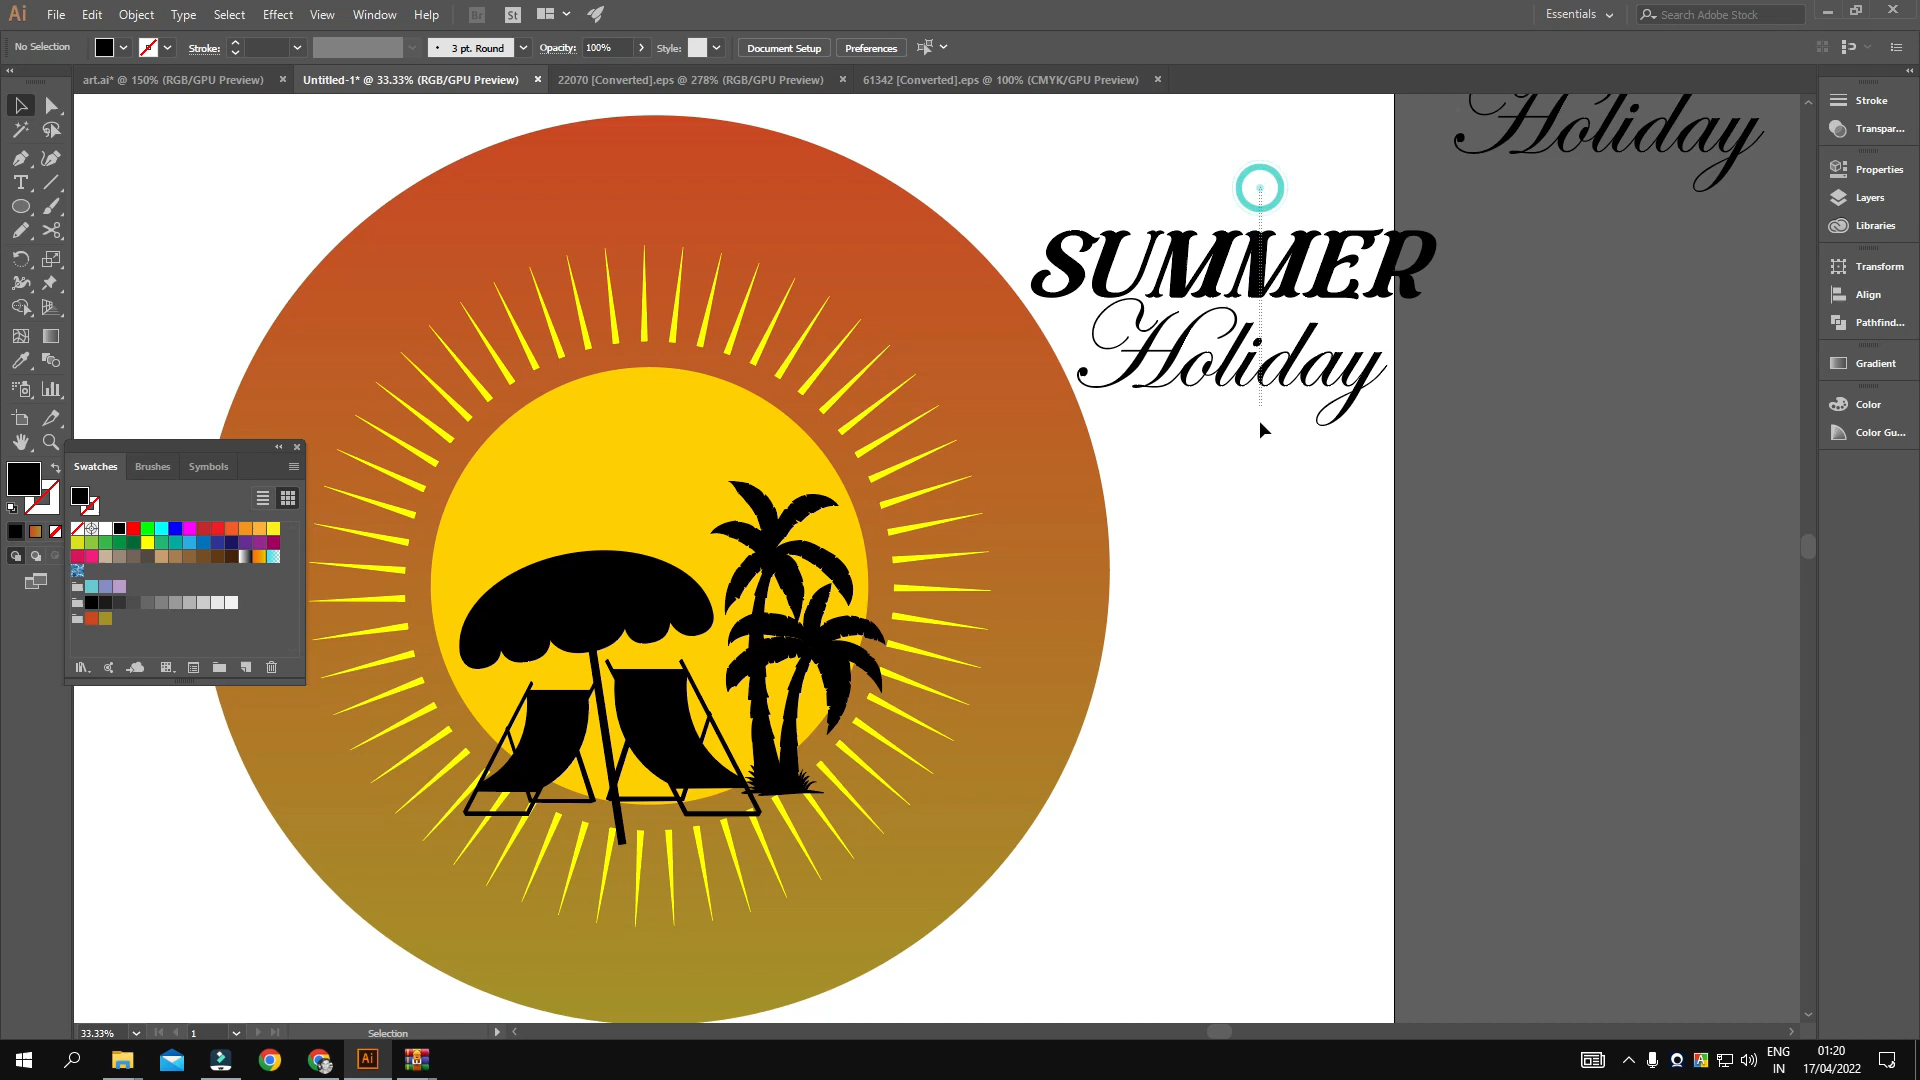 Ai File Edit Object Type Select Effect View Window Help Br St Essentials Search Adobe Stock
No Selection Stroke: 3 pt. Round Opacity: 100% Style: Document Setup Preferences
art.ai* @ 150% (RGB/GPU Preview) Untitled-1* @ 33.33% (RGB/GPU Preview) 22070 [Converted].eps @ 278% (RGB/GPU Preview) 61342 [Converted].eps @ 100% (CMYK/GPU Preview)
Holiday
SUMMER
Holiday
Stroke
Transpar...
Properties
Layers
Libraries
Transform
Align
Pathfind...
Gradient
Color
Color Gu...
Swatches Brushes Symbols
33.33% 1 Selection
Ai
ENG
IN
01:20
17/04/2022